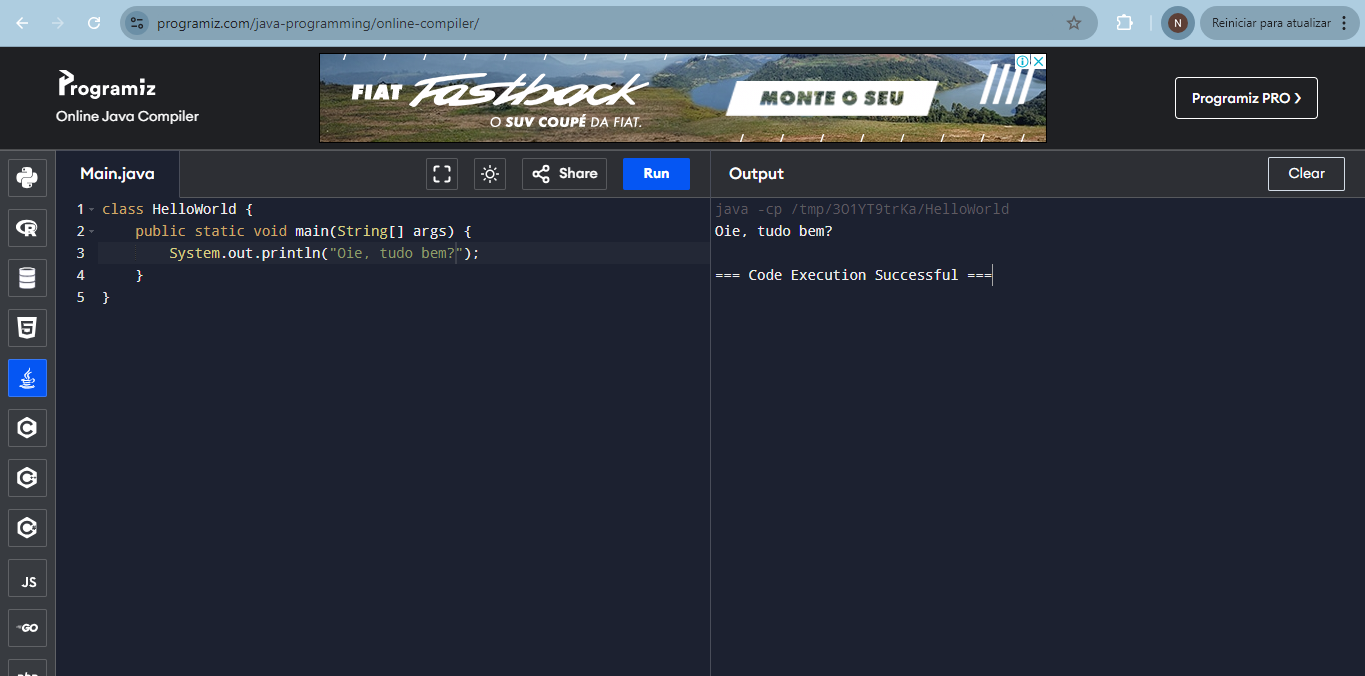 programiz.com/java-programming/online-compiler/
N
Reiniciar para atualizar
Programiz
Online Java Compiler
FIAT Fastback
O SUV COUPÉ DA FIAT.
MONTE O SEU
Programiz PRO
Main.java
Share
Run
Output
Clear
1 class HelloWorld {
2 public static void main(String[] args) {
3 System.out.println("Oie, tudo bem?");
4 }
5 }
java -cp /tmp/3O1YT9trKa/HelloWorld
Oie, tudo bem?
=== Code Execution Successful ===
R
5
C
C+
C
JS
GO
php